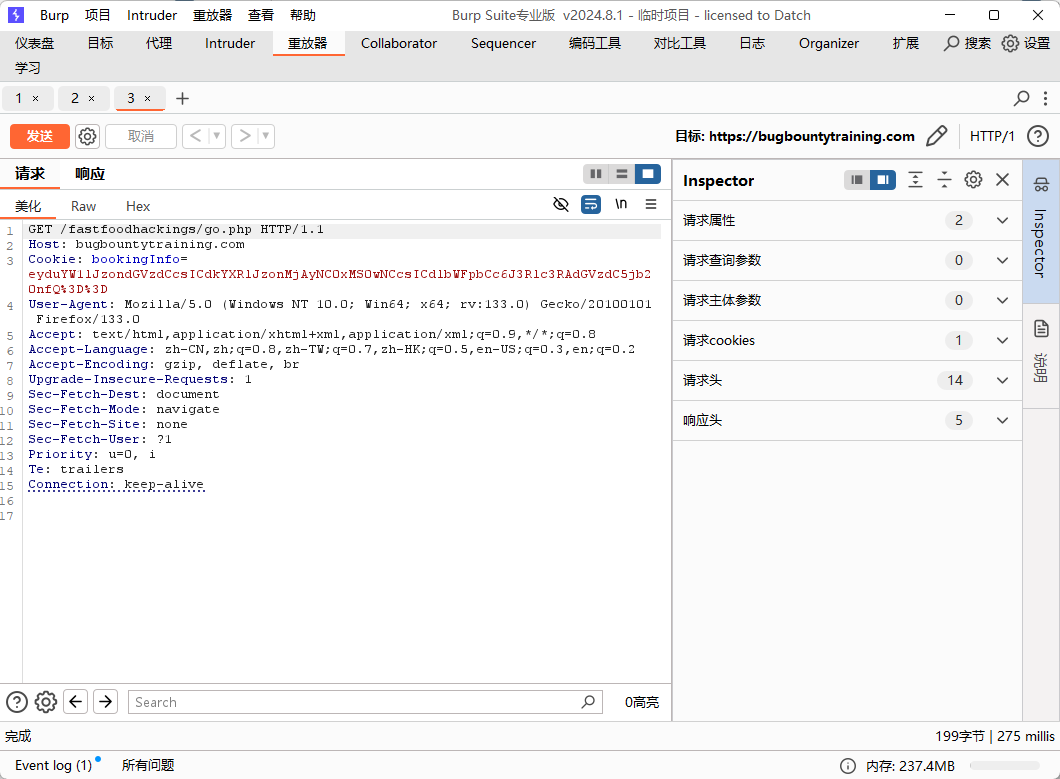 Burp 项目 Intruder 重放器 查看 帮助 Burp Suite专业版 v2024.8.1 - 临时项目 - licensed to Datch
仪表盘 目标 代理 Intruder 重放器 Collaborator Sequencer 编码工具 对比工具 日志 Organizer 扩展 搜索 设置
学习
1 × 2 × 3 × +
发送 取消 < > 目标: https://bugbountytraining.com HTTP/1 ?
请求 响应
美化 Raw Hex \n
1 GET /fastfoodhackings/go.php HTTP/1.1
2 Host: bugbountytraining.com
3 Cookie: bookingInfo=
eyduYW1lJzondGVzdCcsICdkYXRlJzonMjAyNC0xMS0wNCcsICdlbWFpbCc6J3Rlc3RAdGVzdC5jb2
0nfQ%3D%3D
4 User-Agent: Mozilla/5.0 (Windows NT 10.0; Win64; x64; rv:133.0) Gecko/20100101
Firefox/133.0
5 Accept: text/html,application/xhtml+xml,application/xml;q=0.9,*/*;q=0.8
6 Accept-Language: zh-CN,zh;q=0.8,zh-TW;q=0.7,zh-HK;q=0.5,en-US;q=0.3,en;q=0.2
7 Accept-Encoding: gzip, deflate, br
8 Upgrade-Insecure-Requests: 1
9 Sec-Fetch-Dest: document
10 Sec-Fetch-Mode: navigate
11 Sec-Fetch-Site: none
12 Sec-Fetch-User: ?1
13 Priority: u=0, i
14 Te: trailers
15 Connection: keep-alive
16
17
Inspector
请求属性 2
请求查询参数 0
请求主体参数 0
请求cookies 1
请求头 14
响应头 5
Inspector
说明
? Search 0高亮
完成 199字节 | 275 millis
Event log (1) 所有问题 内存: 237.4MB